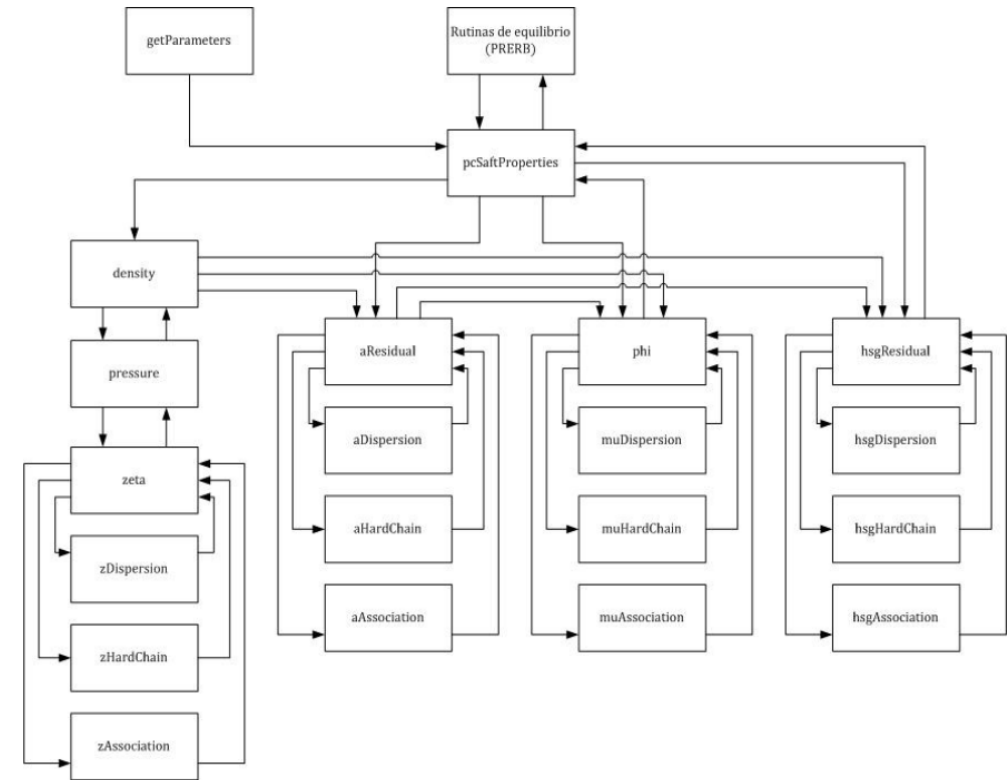 getParameters
Rutinas de equilibrio
(PRERB)
pcSaftProperties
density
pressure
aResidual
phi
hsgResidual
aDispersion
muDispersion
hsgDispersion
zeta
aHardChain
muHardChain
hsgHardChain
zDispersion
aAssociation
muAssociation
hsgAssociation
zHardChain
zAssociation